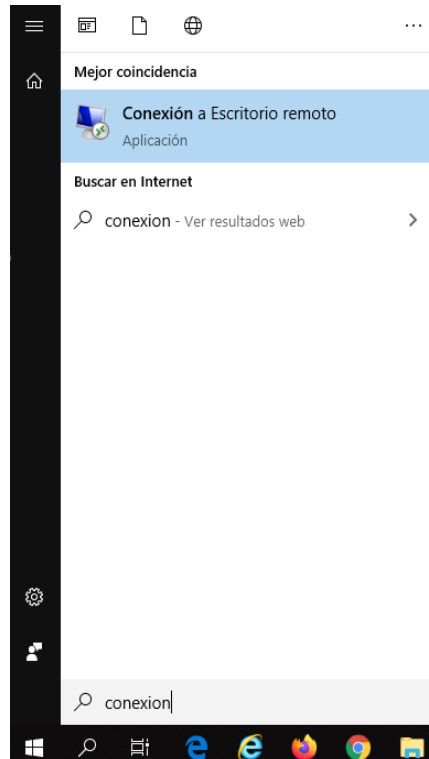 Mejor coincidencia
Conexión a Escritorio remoto
Aplicación
Buscar en Internet
conexion - Ver resultados web
conexion